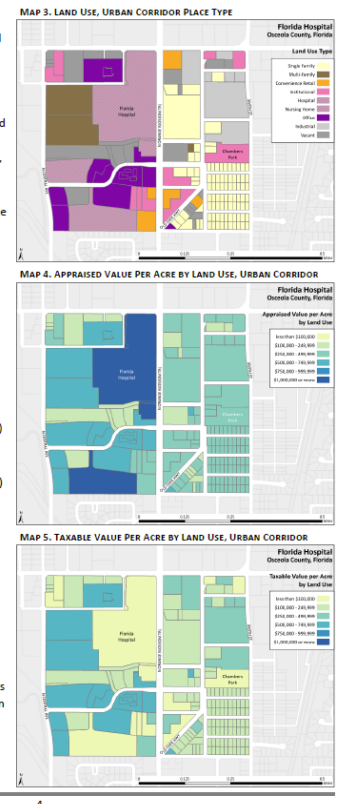 MAP 3. LAND USE, URBAN CORRIDOR PLACE TYPE
Florida Hospital
Osceola County, Florida
Land Use Type
Single Family
Multi-Family
Convenience Retail
Institutional
Hospital
Nursing Home
Office
Industrial
Vacant
Florida
Hospital
Chambers
Park
MAP 4. APPRAISED VALUE PER ACRE BY LAND USE, URBAN CORRIDOR
Florida Hospital
Osceola County, Florida
Appraised Value per Acre
by Land Use
less than $100,000
$100,000 - 249,999
$250,000 - 499,999
$500,000 - 749,999
$750,000 - 999,999
$1,000,000 or more
Florida
Hospital
Chambers
Park
MAP 5. TAXABLE VALUE PER ACRE BY LAND USE, URBAN CORRIDOR
Florida Hospital
Osceola County, Florida
Taxable Value per Acre
by Land Use
less than $100,000
$100,000 - 249,999
$250,000 - 499,999
$500,000 - 749,999
$750,000 - 999,999
$1,000,000 or more
Florida
Hospital
Chambers
Park